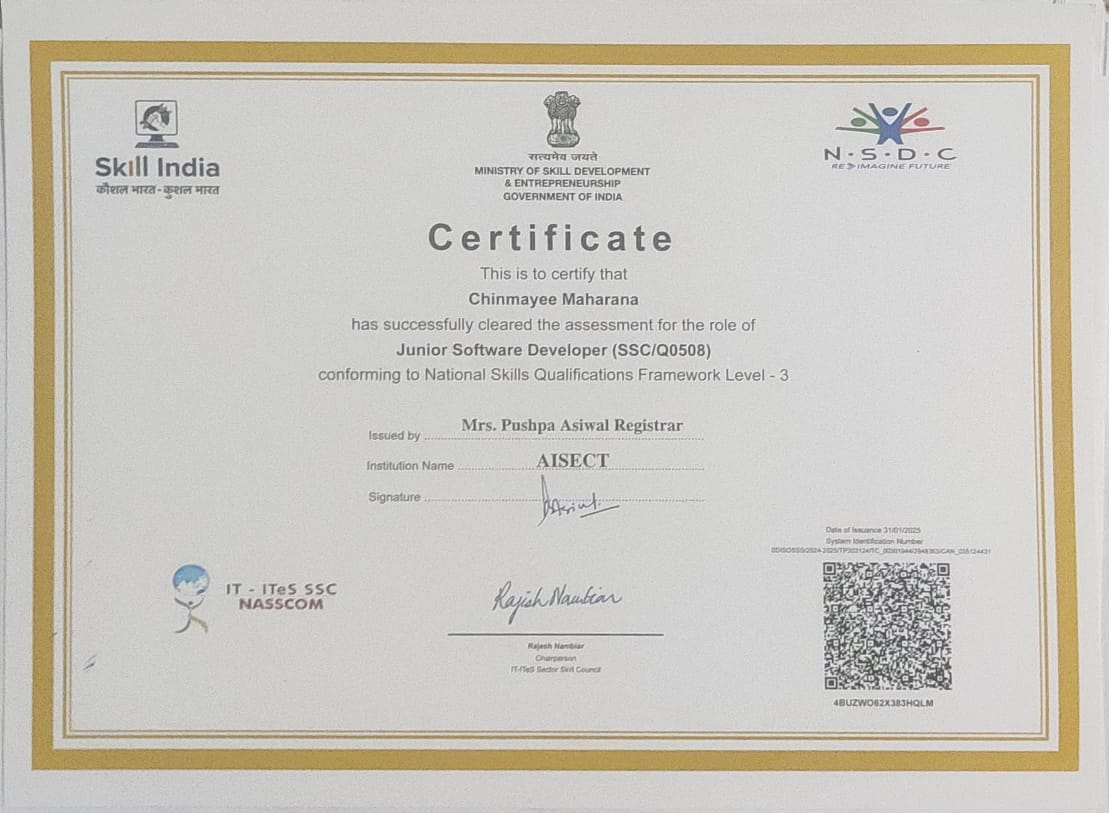 Skill India
कौशल भारत - कुशल भारत
सत्यमेव जयते
MINISTRY OF SKILL DEVELOPMENT
& ENTREPRENEURSHIP
GOVERNMENT OF INDIA
N·S·D·C
RE IMAGINE FUTURE
Certificate
This is to certify that
Chinmayee Maharana
has successfully cleared the assessment for the role of
Junior Software Developer (SSC/Q0508)
conforming to National Skills Qualifications Framework Level - 3
Issued by Mrs. Pushpa Asiwal Registrar
Institution Name AISECT
Signature
Date of Issuance 31/01/2025
System Identification Number
IT - ITeS SSC
NASSCOM
Rajesh Nambiar
Rajesh Nambiar
Chairperson
IT-ITeS Sector Skill Council
4BUZWO62X383HQLM